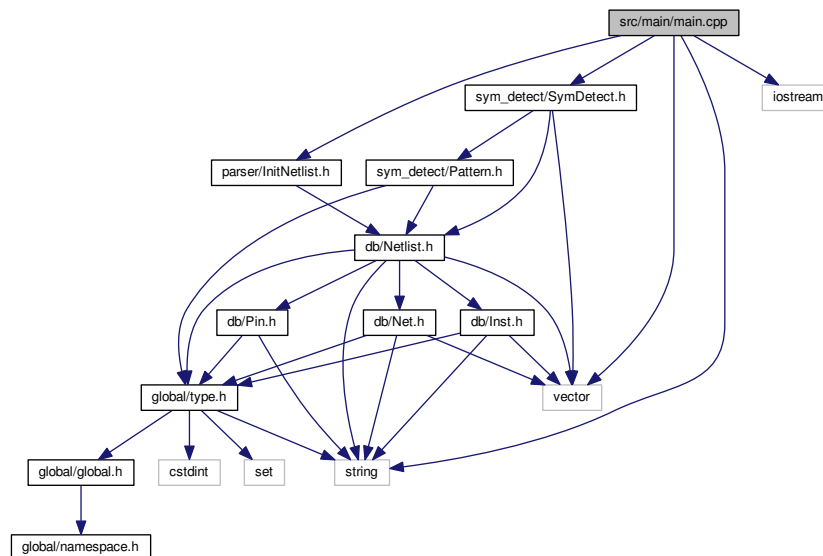 src/main/main.cpp
sym_detect/SymDetect.h
iostream
parser/InitNetlist.h
sym_detect/Pattern.h
db/Netlist.h
db/Pin.h
db/Net.h
db/Inst.h
global/type.h
vector
global/global.h
cstdint
set
string
global/namespace.h